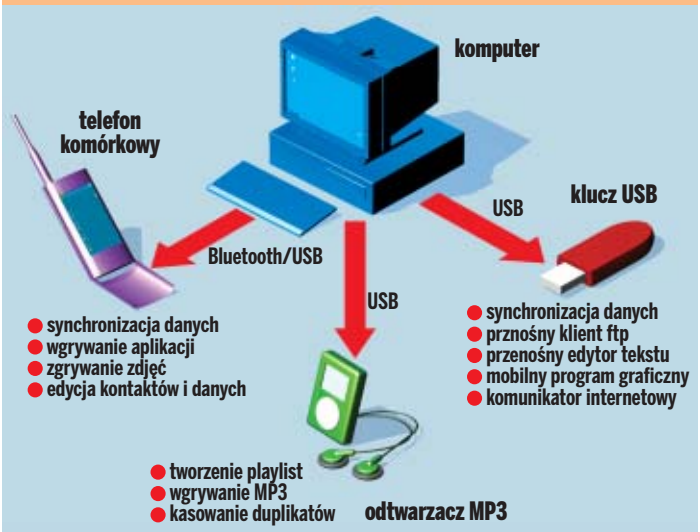 komputer
telefon
komórkowy
klucz USB
USB
Bluetooth/USB
USB
synchronizacja danych
wgrywanie aplikacji
zgrywanie zdjęć
edycja kontaktów i danych
synchronizacja danych
prznośny klient ftp
przenośny edytor tekstu
mobilny program graficzny
komunikator internetowy
tworzenie playlist
wgrywanie MP3
kasowanie duplikatów
odtwarzacz MP3